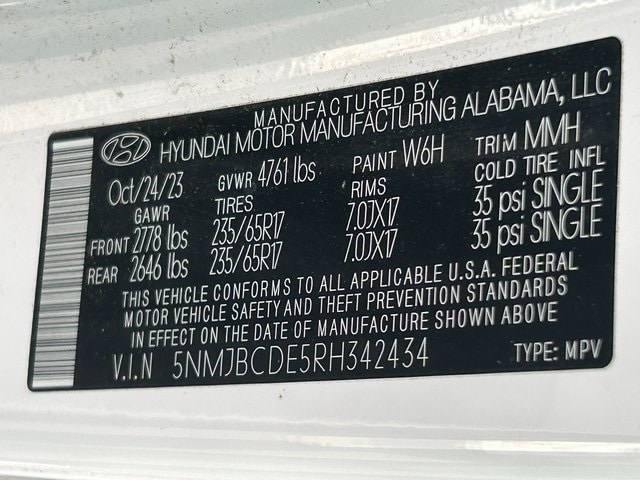 MANUFACTURED BY
HYUNDAI MOTOR MANUFACTURING ALABAMA, LLC
Oct/24/23 GVWR 4761 lbs PAINT W6H TRIM MMH
GAWR TIRES RIMS COLD TIRE INFL
FRONT 2778 lbs 235/65R17 7.0JX17 35 psi SINGLE
REAR 2646 lbs 235/65R17 7.0JX17 35 psi SINGLE
THIS VEHICLE CONFORMS TO ALL APPLICABLE U.S.A. FEDERAL
MOTOR VEHICLE SAFETY AND THEFT PREVENTION STANDARDS
IN EFFECT ON THE DATE OF MANUFACTURE SHOWN ABOVE
V.I.N 5NMJBCDE5RH342434 TYPE: MPV